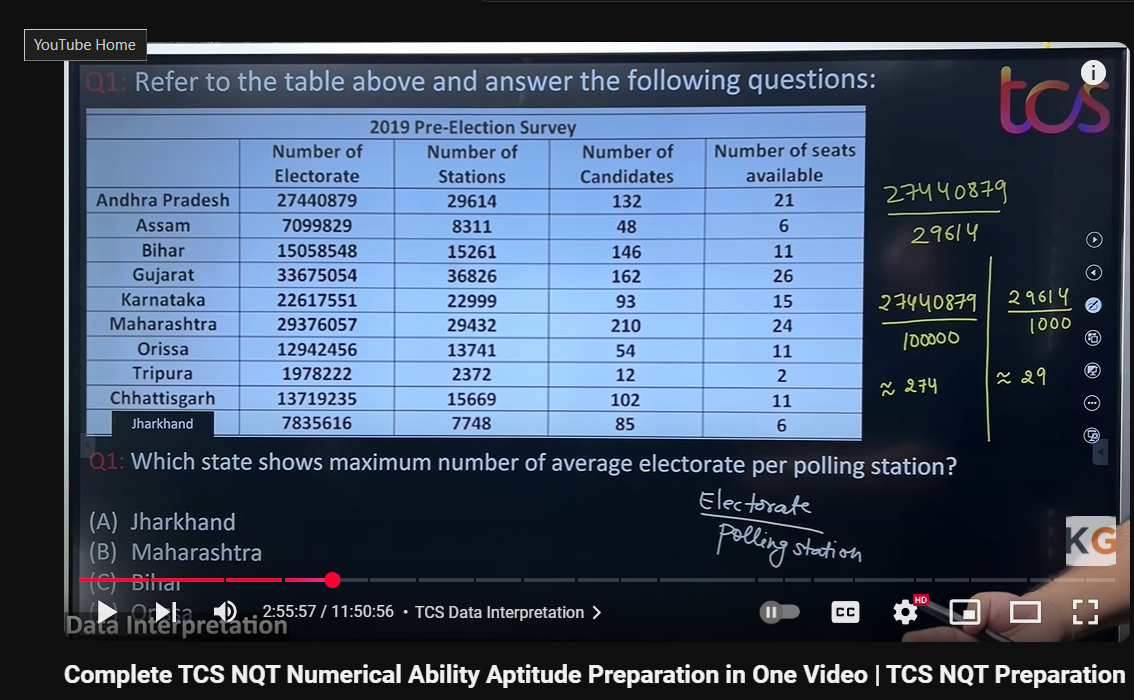 YouTube Home
Q1: Refer to the table above and answer the following questions:
tcs
2019 Pre-Election Survey
Number of Electorate Number of Stations Number of Candidates Number of seats available
Andhra Pradesh 27440879 29614 132 21
Assam 7099829 8311 48 6
Bihar 15058548 15261 146 11
Gujarat 33675054 36826 162 26
Karnataka 22617551 22999 93 15
Maharashtra 29376057 29432 210 24
Orissa 12942456 13741 54 11
Tripura 1978222 2372 12 2
Chhattisgarh 13719235 15669 102 11
Jharkhand 7835616 7748 85 6
27440879
29614
27440879
100000
≈ 274
29614
1000
≈ 29
Q1: Which state shows maximum number of average electorate per polling station?
Electorate
Polling station
(A) Jharkhand
(B) Maharashtra
(C) Bihar
(D) Orissa
KG
2:55:57 / 11:50:56 • TCS Data Interpretation >
CC
HD
Data Interpretation
Complete TCS NQT Numerical Ability Aptitude Preparation in One Video | TCS NQT Preparation